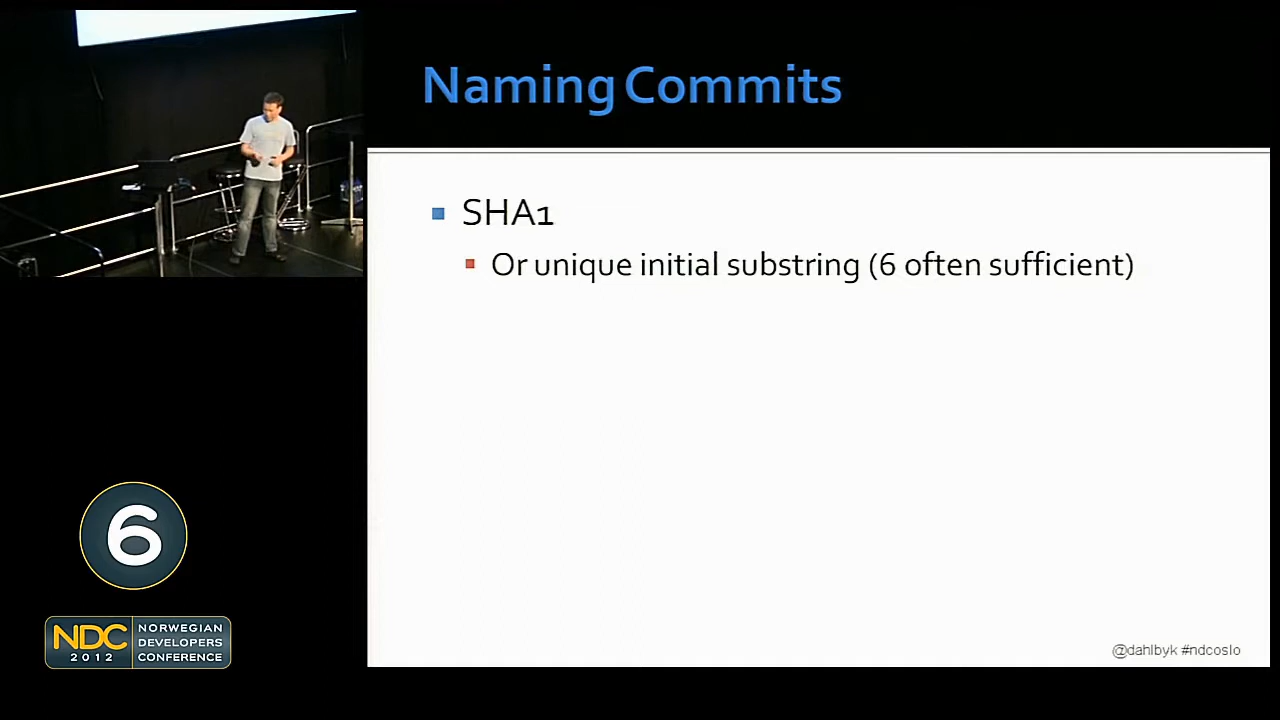 Naming Commits
SHA1
Or unique initial substring (6 often sufficient)
6
NDC
2012
NORWEGIAN
DEVELOPERS
CONFERENCE
@dahlbyk #ndcoslo